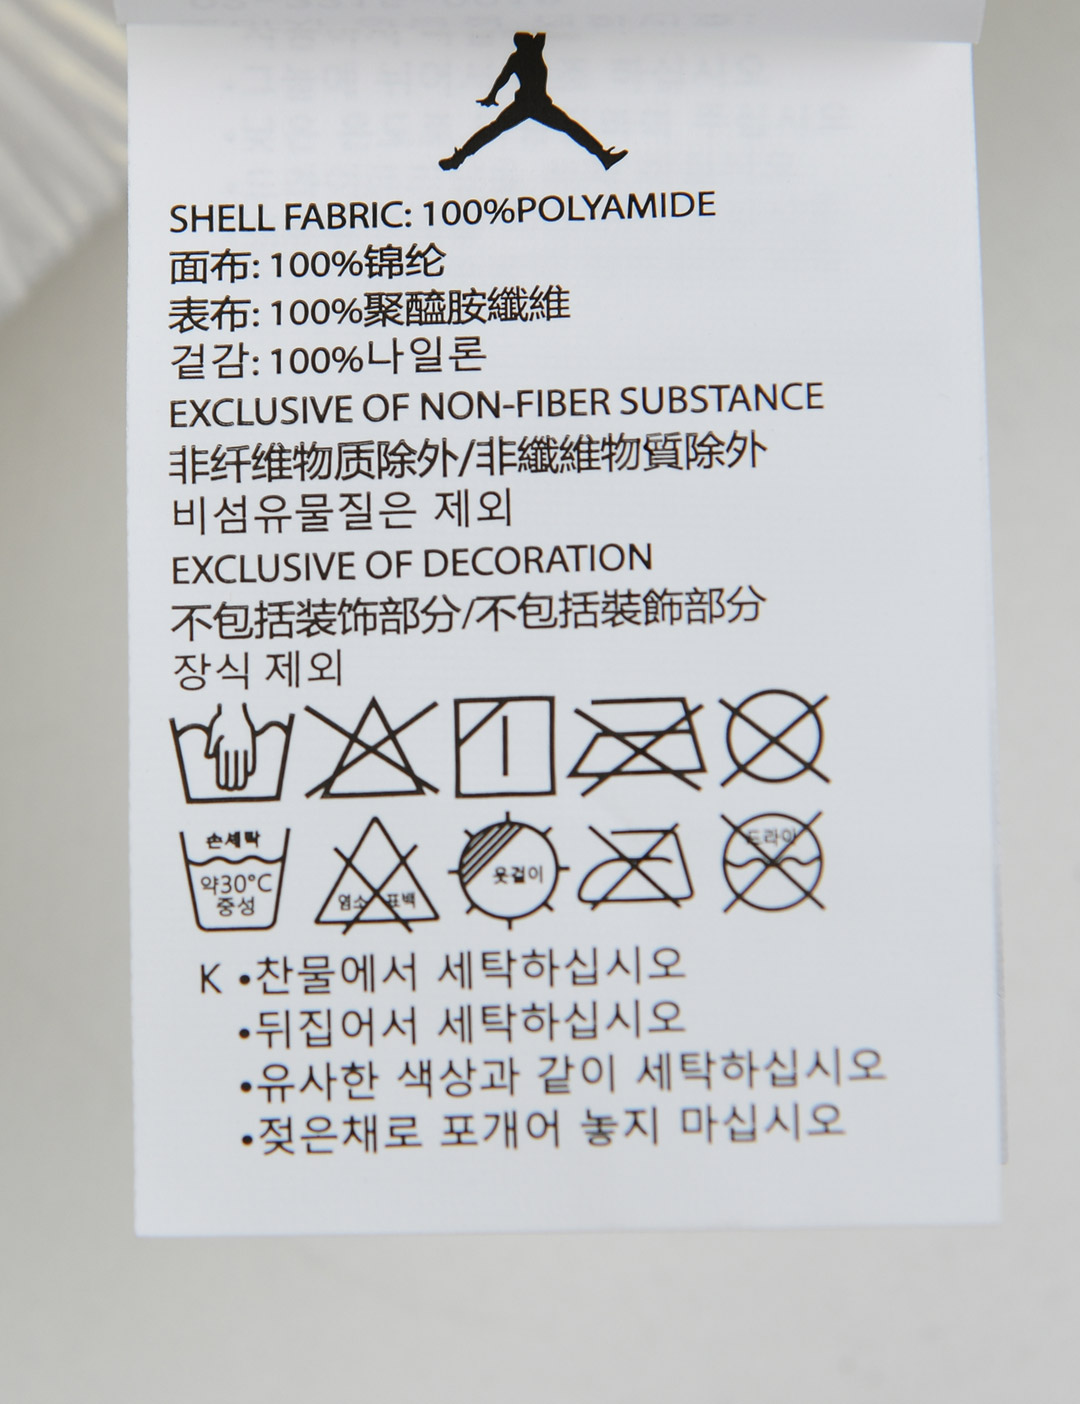 SHELL FABRIC: 100%POLYAMIDE
面布: 100%锦纶
表布: 100%聚醯胺纖維
겉감: 100%나일론
EXCLUSIVE OF NON-FIBER SUBSTANCE
非纤维物质除外/非纖維物質除外
비섬유물질은 제외
EXCLUSIVE OF DECORATION
不包括装饰部分/不包括裝飾部分
장식 제외
손세탁
약30°C
중성
염소 표백
옷걸이
드라이
K •찬물에서 세탁하십시오
•뒤집어서 세탁하십시오
•유사한 색상과 같이 세탁하십시오
•젖은채로 포개어 놓지 마십시오